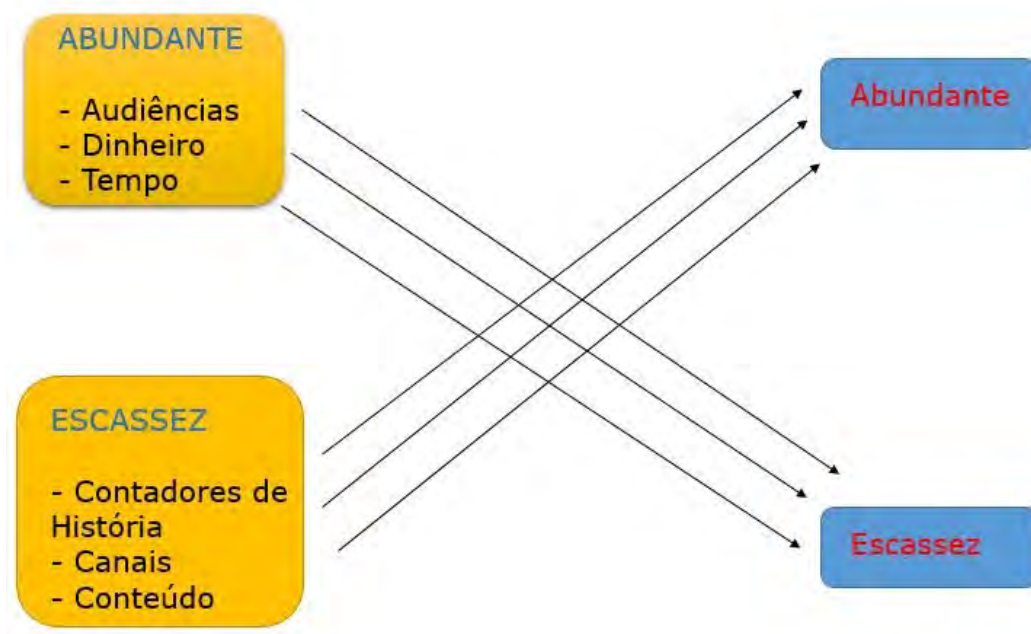 ABUNDANTE
- Audiências
- Dinheiro
- Tempo
Abundante
ESCASSEZ
- Contadores de
História
- Canais
- Conteúdo
Escassez